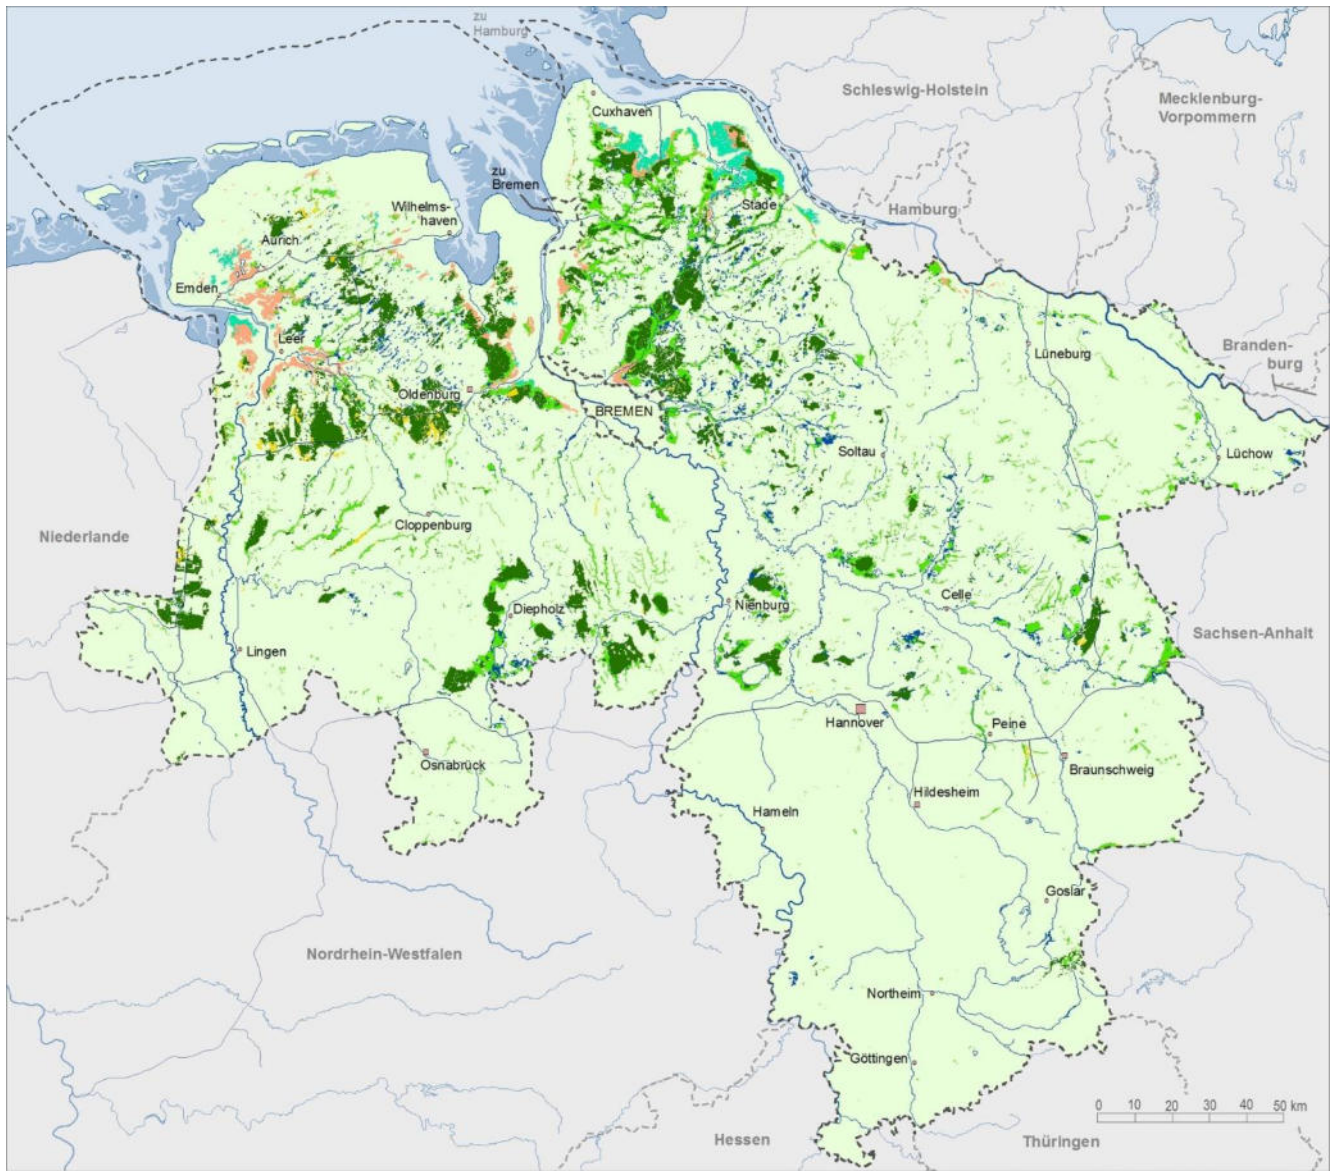 zu
Hamburg
Cuxhaven
Schleswig-Holstein
Mecklenburg-
Vorpommern
zu
Bremen
Wilhelms-
haven
Stade
Hamburg
Aurich
Emden
Leer
Lüneburg
Branden-
burg
Oldenburg
BREMEN
Soltau
Lüchow
Niederlande
Cloppenburg
Diepholz
Nienburg
Celle
Sachsen-Anhalt
Lingen
Hannover
Peine
Osnabrück
Braunschweig
Hildesheim
Hameln
Goslar
Nordrhein-Westfalen
Northeim
Göttingen
0 10 20 30 40 50 km
Hessen
Thüringen